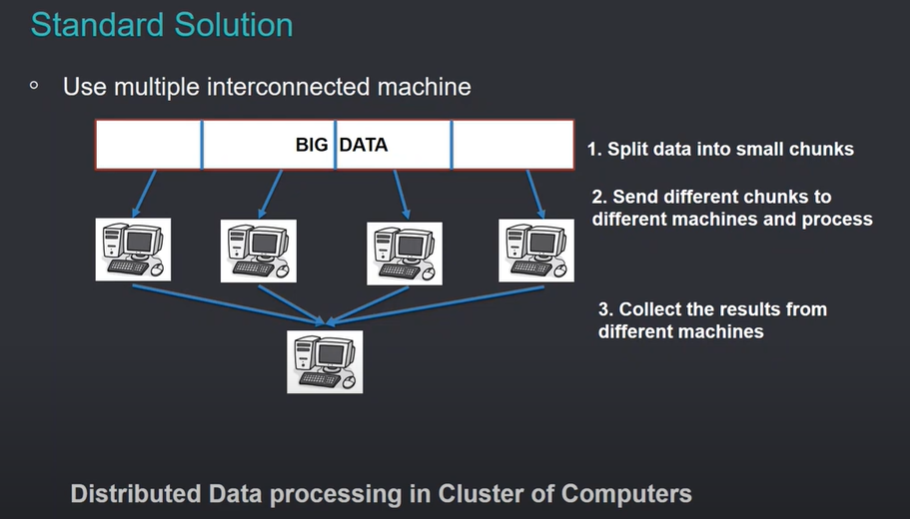 Standard Solution
◦ Use multiple interconnected machine
BIG DATA
1. Split data into small chunks
2. Send different chunks to
different machines and process
3. Collect the results from
different machines
Distributed Data processing in Cluster of Computers